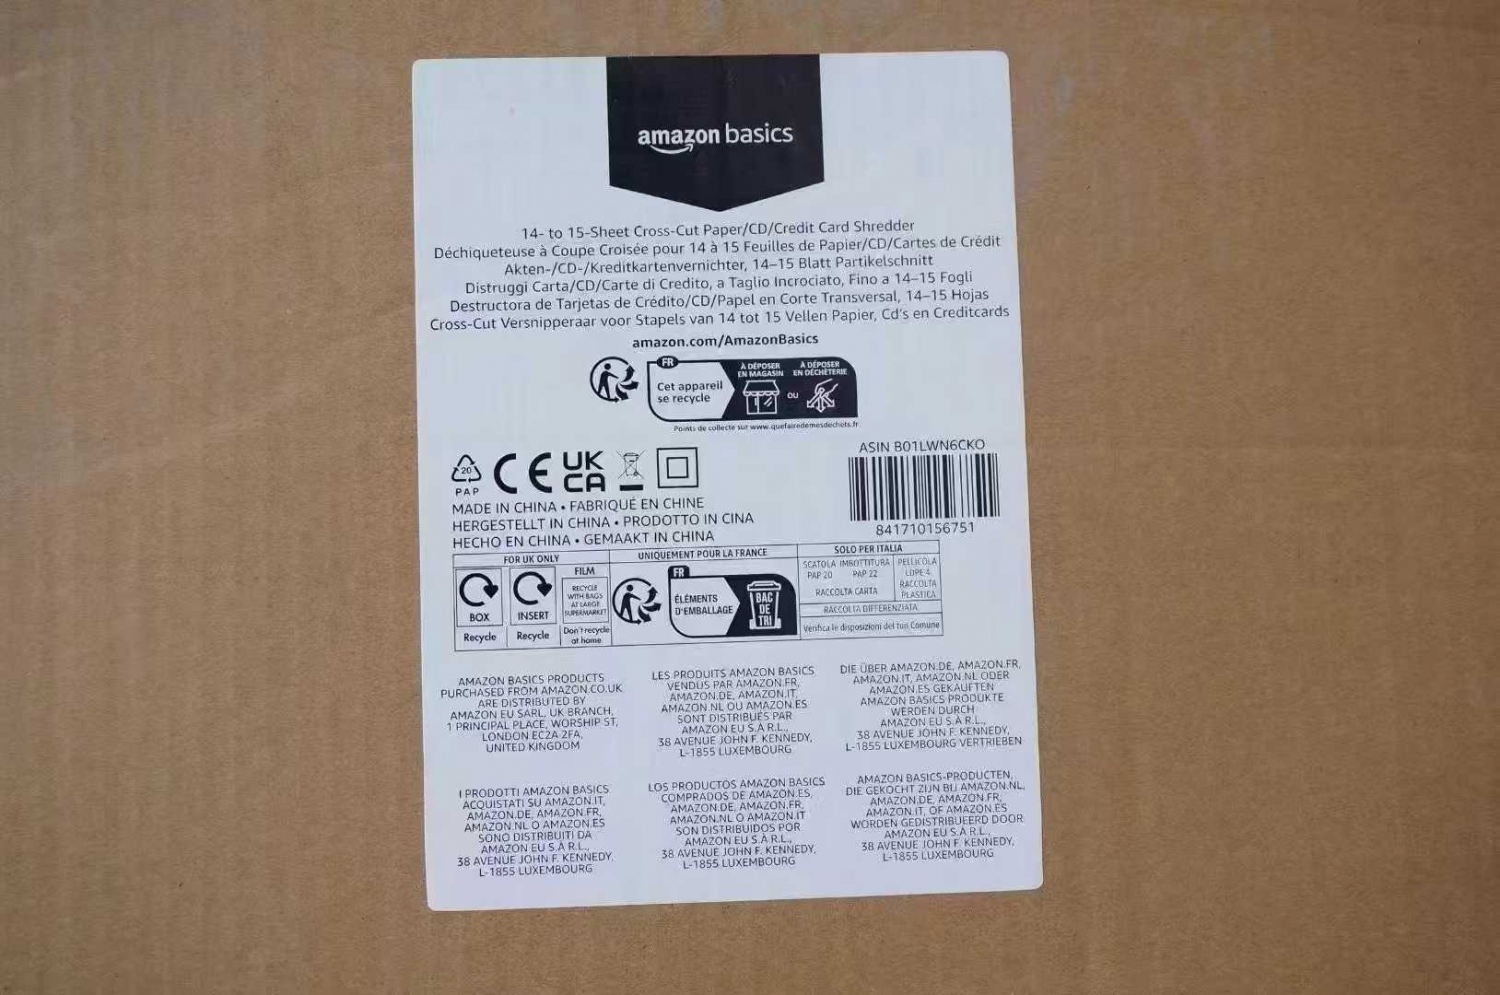 amazon basics
14- to 15-Sheet Cross-Cut Paper/CD/Credit Card Shredder
Déchiqueteuse à Coupe Croisée pour 14 à 15 Feuilles de Papier/CD/Cartes de Crédit
Akten-/CD-/Kreditkartenvernichter, 14–15 Blatt Partikelschnitt
Distruggi Carta/CD/Carte di Credito, a Taglio Incrociato, Fino a 14–15 Fogli
Destructora de Tarjetas de Crédito/CD/Papel en Corte Transversal, 14–15 Hojas
Cross-Cut Versnipperaar voor Stapels van 14 tot 15 Vellen Papier, Cd's en Creditcards
amazon.com/AmazonBasics
FR
Cet appareil
se recycle
À DÉPOSER
EN MAGASIN
ou
À DÉPOSER
EN DÉCHÈTERIE
Points de collecte sur www.quefairedemesdechets.fr
20
PAP
CE
UK
CA
ASIN B01LWN6CKO
841710156751
MADE IN CHINA • FABRIQUÉ EN CHINE
HERGESTELLT IN CHINA • PRODOTTO IN CINA
HECHO EN CHINA • GEMAAKT IN CHINA
FOR UK ONLY
BOX
Recycle
INSERT
Recycle
FILM
RECYCLE
WITH BAGS
AT LARGE
SUPERMARKET
Don't recycle
at home
UNIQUEMENT POUR LA FRANCE
FR
ÉLÉMENTS
D'EMBALLAGE
BAC
DE
TRI
SOLO PER ITALIA
SCATOLA IMBOTTITURA
PAP 20 PAP 22
RACCOLTA CARTA
PELLICOLA
LDPE 4
RACCOLTA
PLASTICA
RACCOLTA DIFFERENZIATA
Verifica le disposizioni del tuo Comune
AMAZON BASICS PRODUCTS
PURCHASED FROM AMAZON.CO.UK
ARE DISTRIBUTED BY
AMAZON EU SARL, UK BRANCH,
1 PRINCIPAL PLACE, WORSHIP ST,
LONDON EC2A 2FA,
UNITED KINGDOM
LES PRODUITS AMAZON BASICS
VENDUS PAR AMAZON.FR,
AMAZON.DE, AMAZON.IT,
AMAZON.NL OU AMAZON.ES
SONT DISTRIBUÉS PAR
AMAZON EU S.À R.L.,
38 AVENUE JOHN F. KENNEDY,
L-1855 LUXEMBOURG
DIE ÜBER AMAZON.DE, AMAZON.FR,
AMAZON.IT, AMAZON.NL ODER
AMAZON.ES GEKAUFTEN
AMAZON BASICS PRODUKTE
WERDEN DURCH
AMAZON EU S.À R.L.,
38 AVENUE JOHN F. KENNEDY,
L-1855 LUXEMBOURG VERTRIEBEN
I PRODOTTI AMAZON BASICS
ACQUISTATI SU AMAZON.IT,
AMAZON.DE, AMAZON.FR,
AMAZON.NL O AMAZON.ES
SONO DISTRIBUITI DA
AMAZON EU S.À R.L.,
38 AVENUE JOHN F. KENNEDY,
L-1855 LUXEMBOURG
LOS PRODUCTOS AMAZON BASICS
COMPRADOS DE AMAZON.ES,
AMAZON.DE, AMAZON.FR,
AMAZON.NL O AMAZON.IT
SON DISTRIBUIDOS POR
AMAZON EU S.À R.L.,
38 AVENUE JOHN F. KENNEDY,
L-1855 LUXEMBOURG
AMAZON BASICS-PRODUCTEN,
DIE GEKOCHT ZIJN BIJ AMAZON.NL,
AMAZON.DE, AMAZON.FR,
AMAZON.IT, OF AMAZON.ES
WORDEN GEDISTRIBUEERD DOOR
AMAZON EU S.À R.L.,
38 AVENUE JOHN F. KENNEDY,
L-1855 LUXEMBOURG